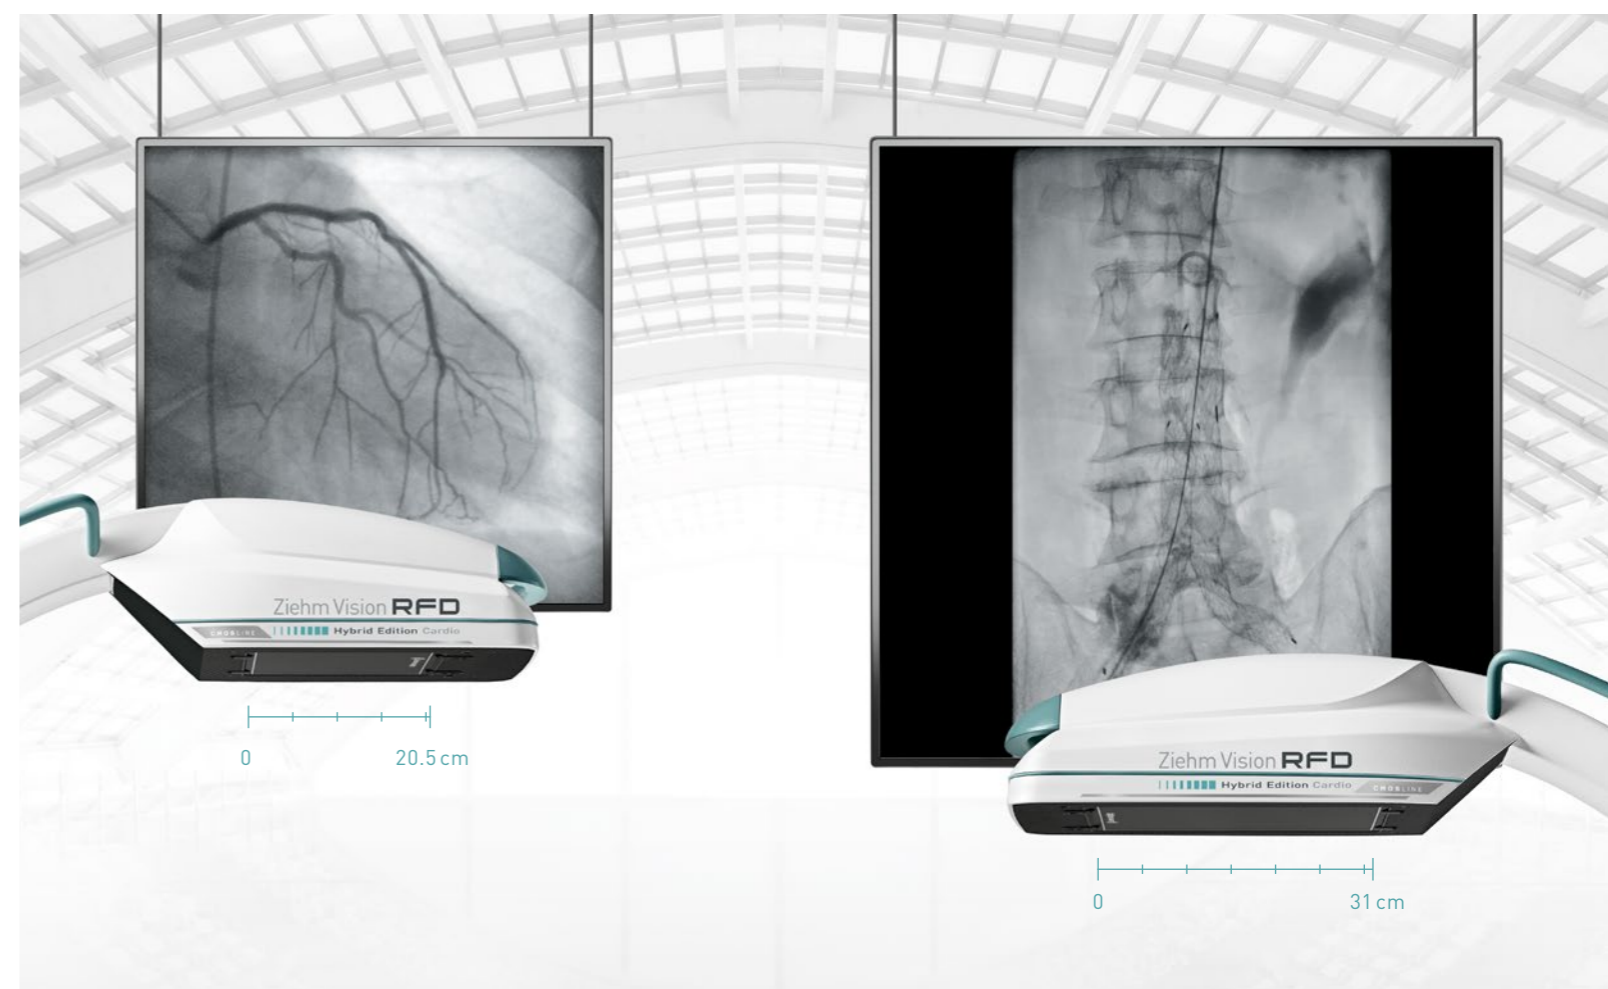 Ziehm Vision RFD
CMOSLINE Hybrid Edition Cardio
0 20.5 cm
Ziehm Vision RFD
Hybrid Edition Cardio CMOSLINE
0 31 cm